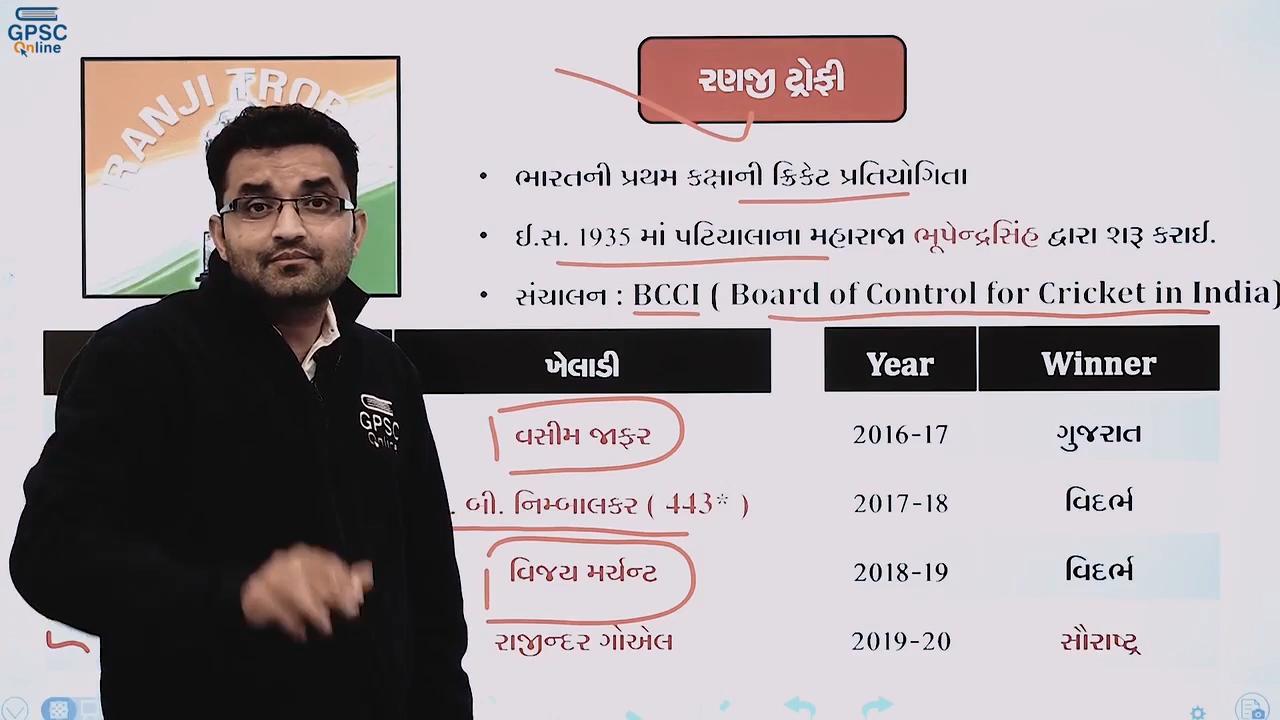 GPSC
Online
RANJI TROP
રણજી ટ્રોફી
• ભારતની પ્રથમ કક્ષાની ક્રિકેટ પ્રતિયોગિતા
• ઈ.સ. 1935 માં પટિયાલાના મહારાજા ભૂપેન્દ્રસિંહ દ્વારા શરૂ કરાઈ.
• સંચાલન : BCCI ( Board of Control for Cricket in India)
ખેલાડી Year Winner
વસીમ જાફર 2016-17 ગુજરાત
. બી. નિમ્બાલકર ( 443* ) 2017-18 વિદર્ભ
વિજય મર્ચન્ટ 2018-19 વિદર્ભ
રાજીન્દર ગોએલ 2019-20 સૌરાષ્ટ્ર
GPSC
Online